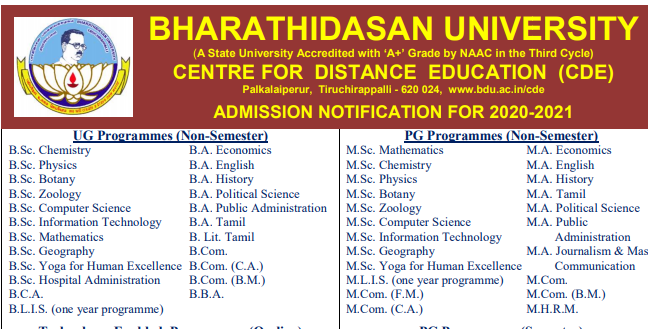 BHARATHIDASAN UNIVERSITY
(A State University Accredited with 'A+' Grade by NAAC in the Third Cycle)
CENTRE FOR DISTANCE EDUCATION (CDE)
Palkalaiperur, Tiruchirappalli - 620 024, www.bdu.ac.in/cde
ADMISSION NOTIFICATION FOR 2020-2021
UG Programmes (Non-Semester)
B.Sc. Chemistry
B.Sc. Physics
B.Sc. Botany
B.Sc. Zoology
B.Sc. Computer Science
B.Sc. Information Technology
B.Sc. Mathematics
B.Sc. Geography
B.Sc. Yoga for Human Excellence
B.Sc. Hospital Administration
B.C.A.
B.L.I.S. (one year programme)
B.A. Economics
B.A. English
B.A. History
B.A. Political Science
B.A. Public Administration
B.A. Tamil
B. Lit. Tamil
B.Com.
B.Com. (C.A.)
B.Com. (B.M.)
B.B.A.
PG Programmes (Non-Semester)
M.Sc. Mathematics
M.Sc. Chemistry
M.Sc. Physics
M.Sc. Botany
M.Sc. Zoology
M.Sc. Computer Science
M.Sc. Information Technology
M.Sc. Geography
M.Sc. Yoga for Human Excellence
M.L.I.S. (one year programme)
M.Com. (F.M.)
M.Com. (C.A.)
M.A. Economics
M.A. English
M.A. History
M.A. Tamil
M.A. Political Science
M.A. Public
Administration
M.A. Journalism & Mas
Communication
M.Com.
M.Com. (B.M.)
M.H.R.M.